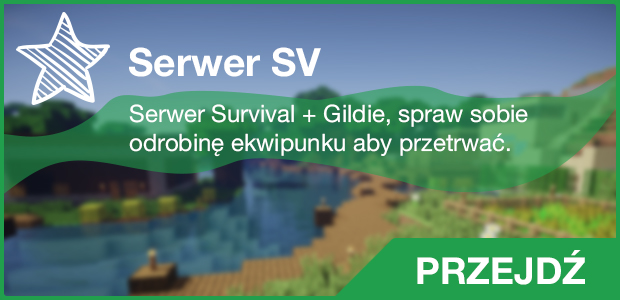 Serwer SV
Serwer Survival + Gildie, spraw sobie
odrobinę ekwipunku aby przetrwać.
PRZEJDŹ